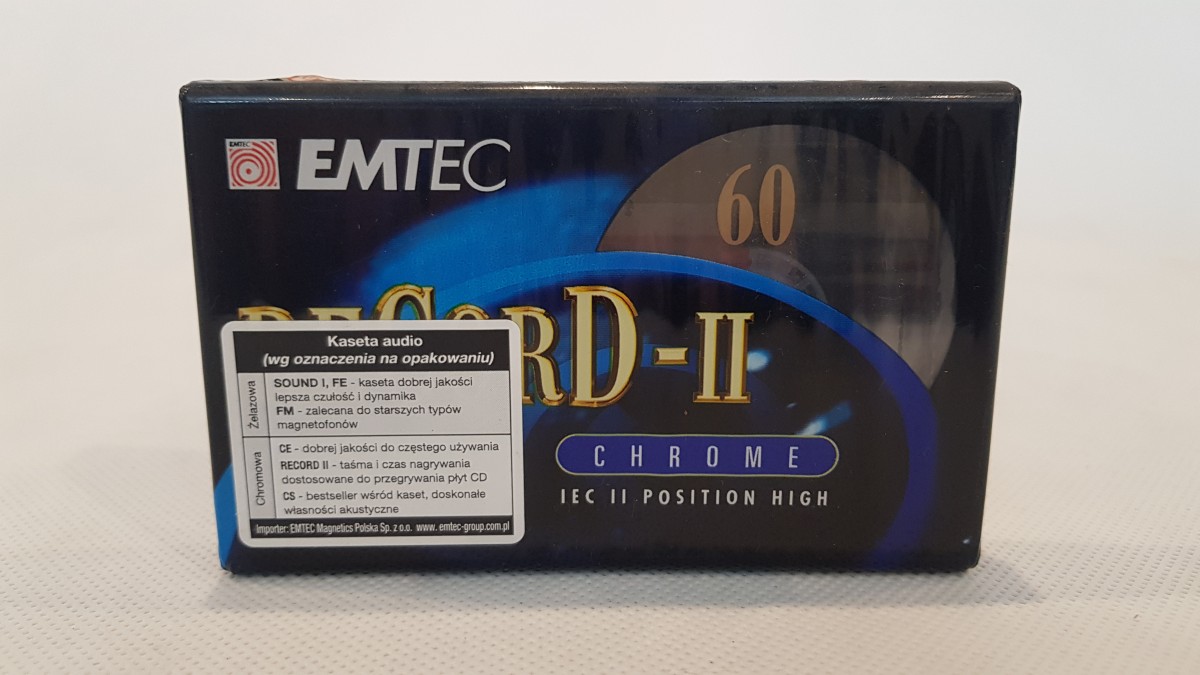 EMTEC
EMTEC
60
RECORD-II
Kaseta audio
(wg oznaczenia na opakowaniu)
Żelazowa
SOUND I, FE - kaseta dobrej jakości
lepsza czułość i dynamika
FM - zalecana do starszych typów
magnetofonów
Chromowa
CE - dobrej jakości do częstego używania
RECORD II - taśma i czas nagrywania
dostosowane do przegrywania płyt CD
CS - bestseller wśród kaset, doskonałe
własności akustyczne
Importer: EMTEC Magnetics Polska Sp. z o.o. www. emtec-group.com.pl
CHROME
IEC II POSITION HIGH